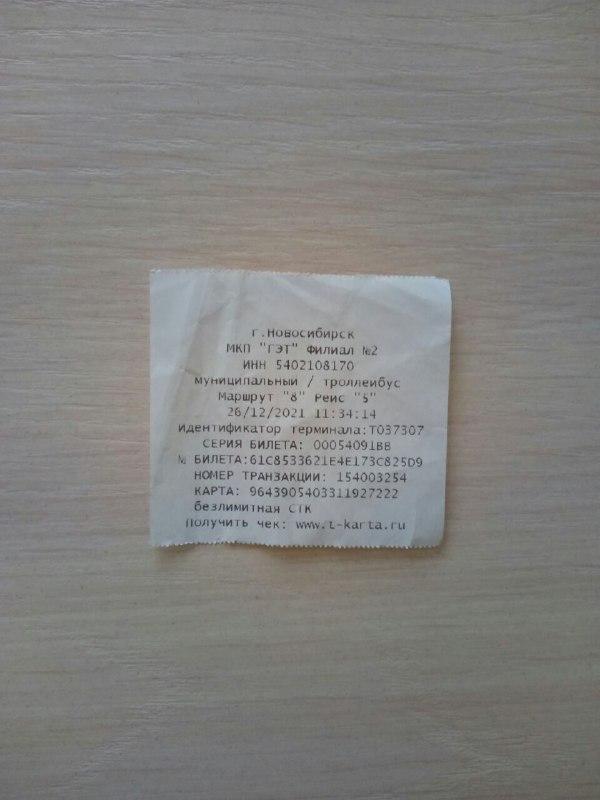 г.Новосибирск
МКП "ГЭТ" Филиал №2
ИНН 5402108170
муниципальный / троллейбус
Маршрут "8" Рейс "5"
26/12/2021 11:34:14
идентификатор терминала:T037307
СЕРИЯ БИЛЕТА: 00054091BB
№ БИЛЕТА:61C8533621E4E173C825D9
НОМЕР ТРАНЗАКЦИИ: 154003254
КАРТА: 9643905403311927222
безлимитная СТК
Получить чек: www.t-karta.ru